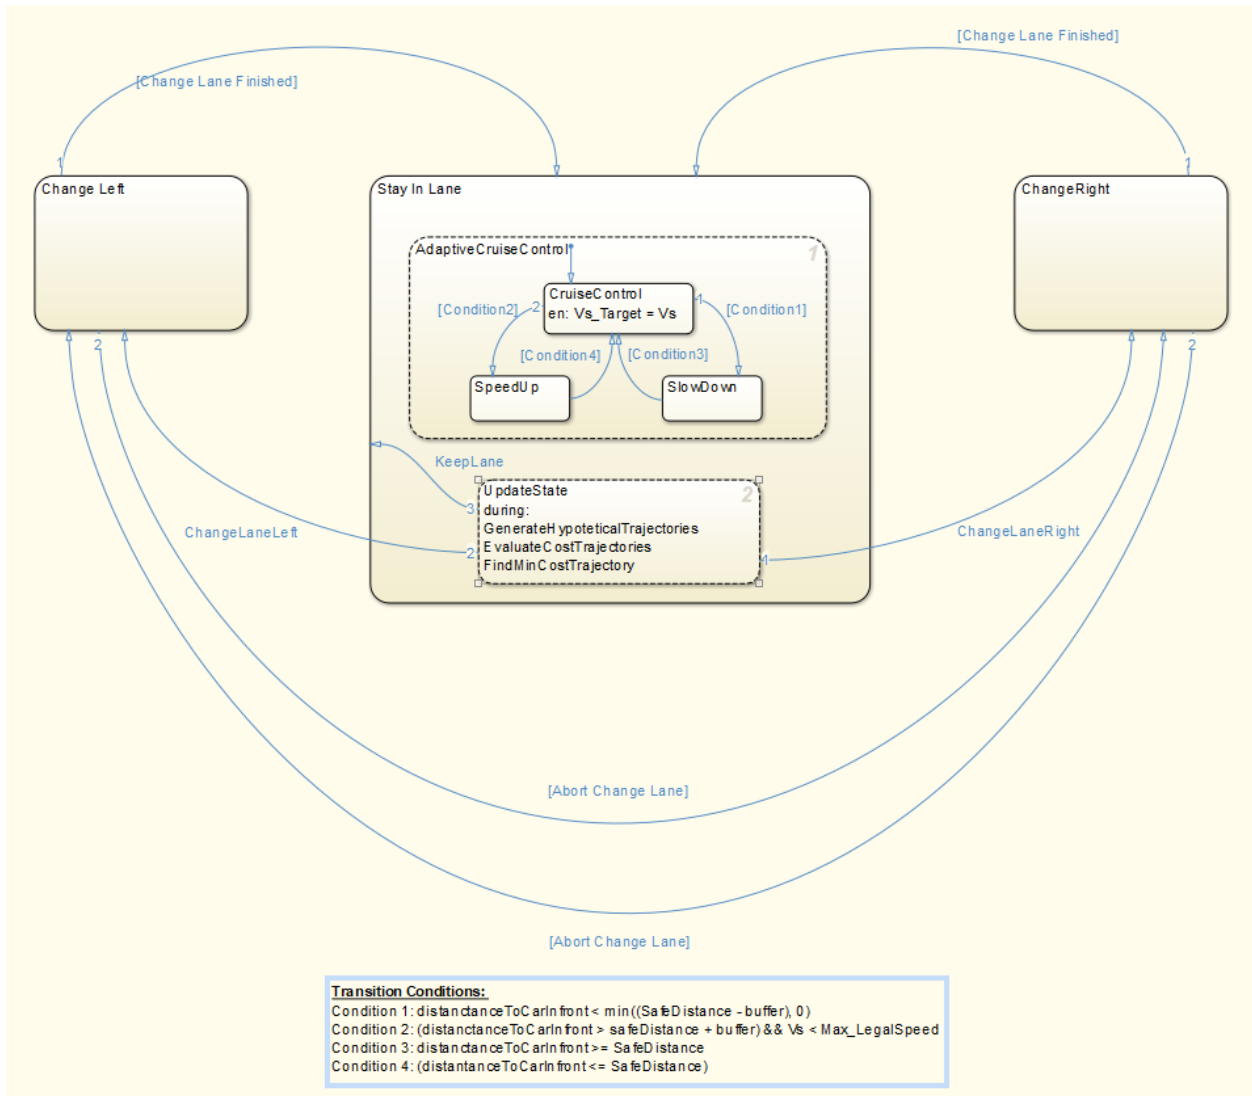 [Change Lane Finished]
[Change Lane Finished]
1
1
Change Left
Stay In Lane
ChangeRight
AdaptiveCruiseControl
1
CruiseControl
en: Vs_Target = Vs
2
1
[Condition2]
[Condition1]
[Condition4]
[Condition3]
SpeedUp
SlowDown
2
2
KeepLane
UpdateState
2
during:
GenerateHypoteticalTrajectories
EvaluateCostTrajectories
FindMinCostTrajectory
3
2
1
ChangeLaneLeft
ChangeLaneRight
[Abort Change Lane]
[Abort Change Lane]
Transition Conditions:
Condition 1: distanctanceToCarInfront < min((SafeDistance - buffer), 0)
Condition 2: (distanctanceToCarInfront > safeDistance + buffer) && Vs < Max_LegalSpeed
Condition 3: distanctanceToCarInfront >= SafeDistance
Condition 4: (distantanceToCarInfront <= SafeDistance)